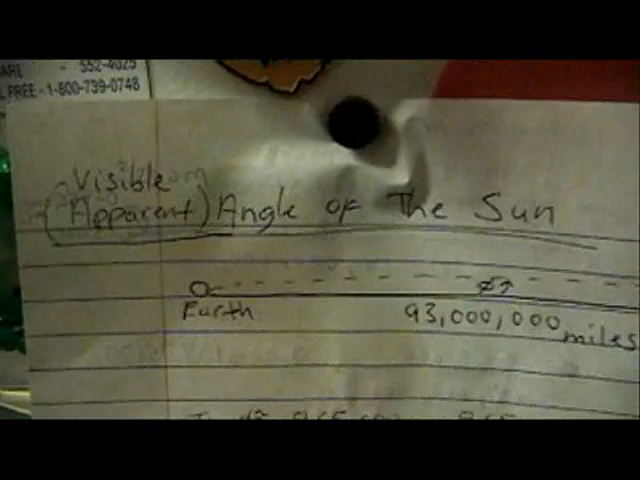 552-4025
FREE-1-800-739-0748
Visible
(Apparent) Angle of The Sun
Earth
93,000,000 miles